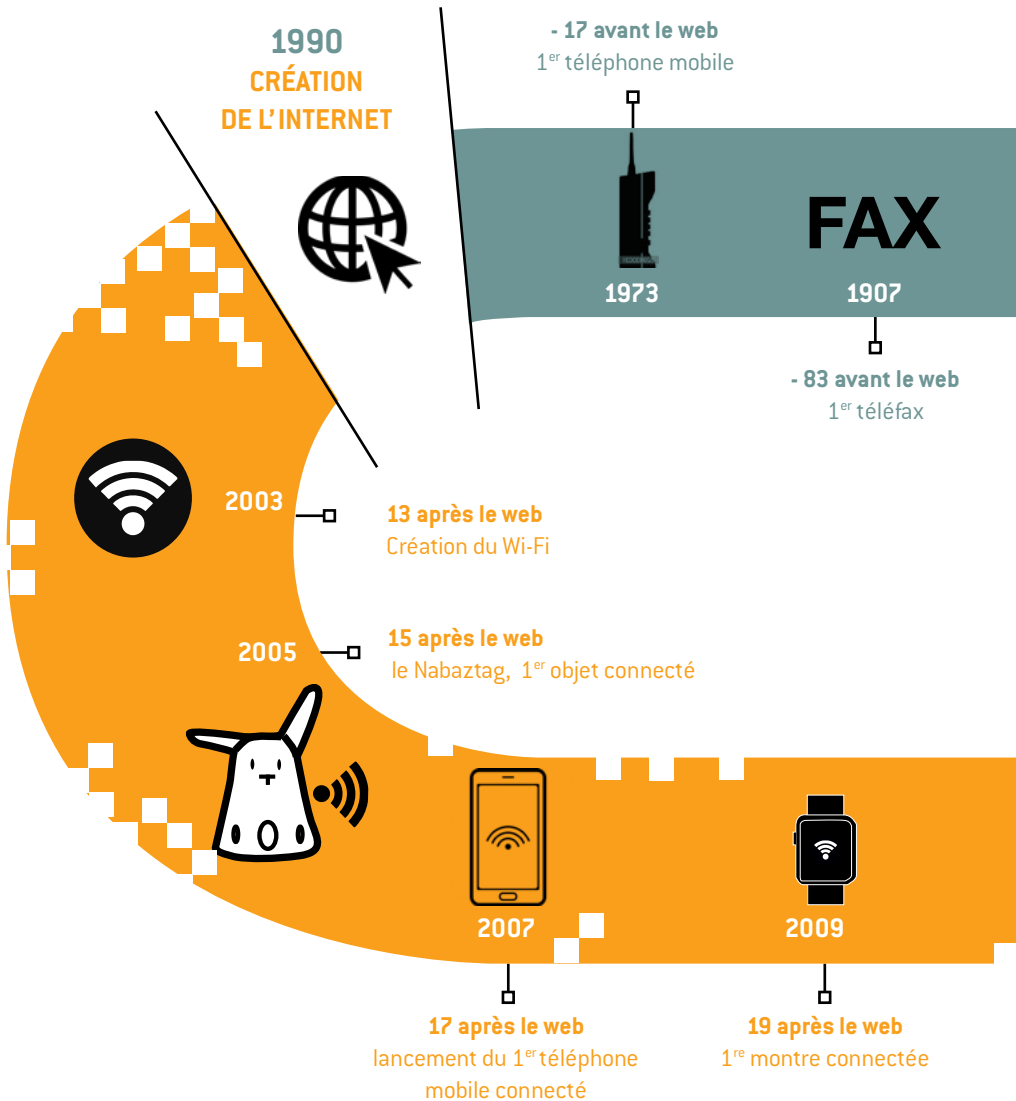 1990
CRÉATION
DE L'INTERNET
- 17 avant le web
1er téléphone mobile
FAX
1973
1907
- 83 avant le web
1er téléfax
2003
13 après le web
Création du Wi-Fi
2005
15 après le web
le Nabaztag, 1er objet connecté
2007
2009
17 après le web
lancement du 1er téléphone
mobile connecté
19 après le web
1re montre connectée